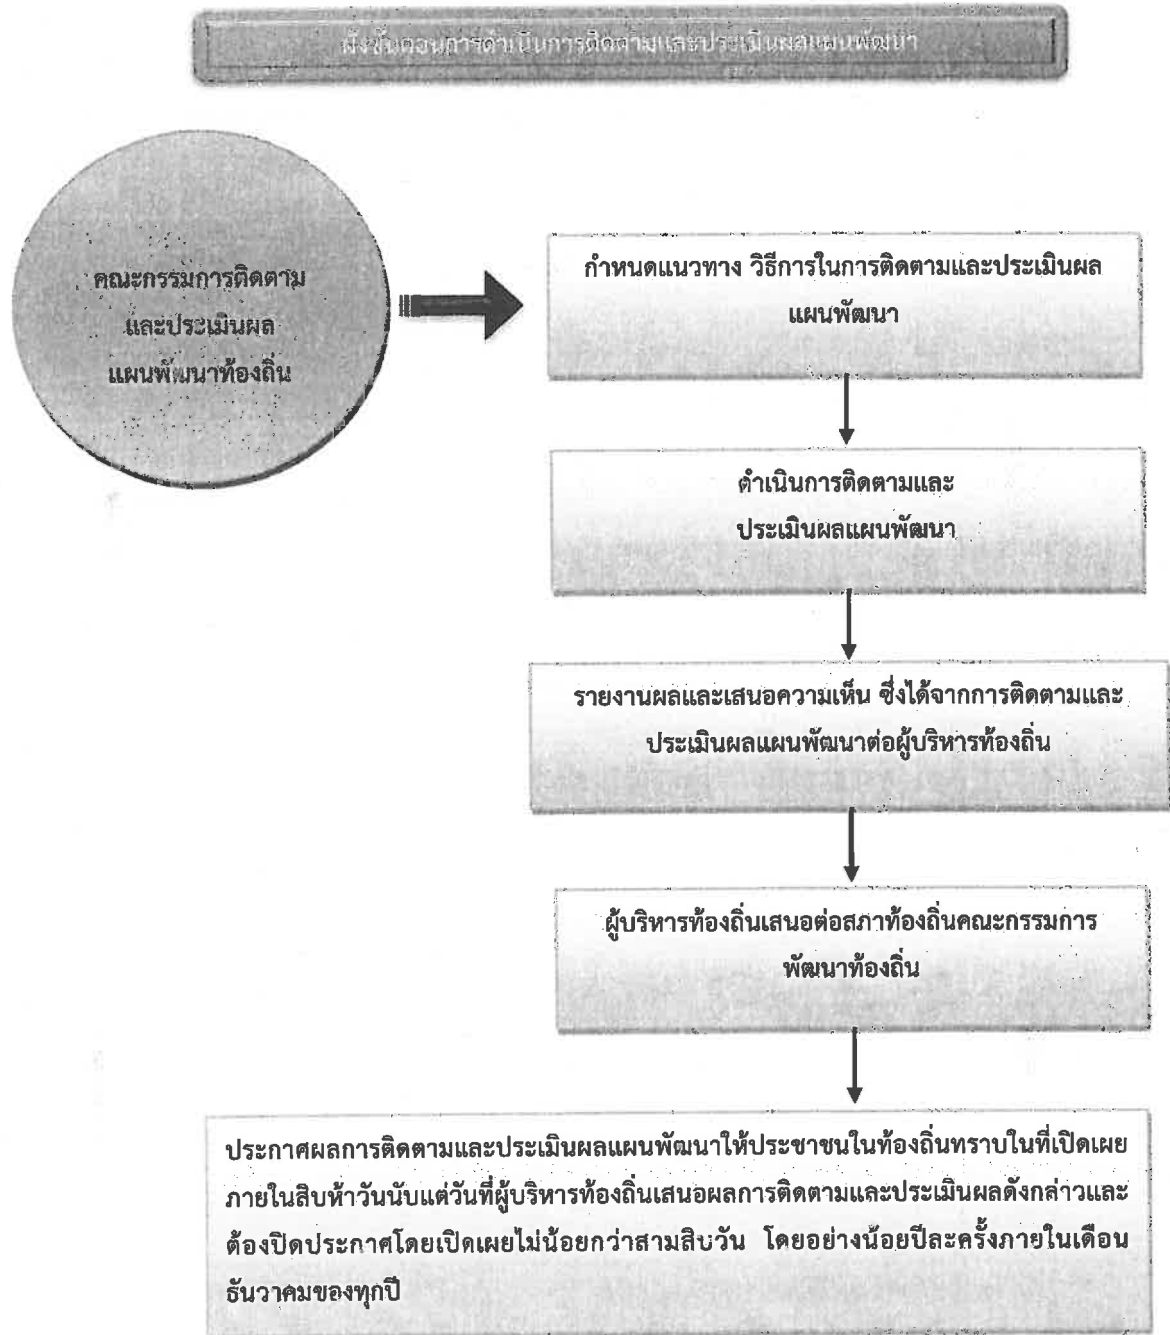 ผังขั้นตอนการดำเนินการติดตามและประเมินผลแผนพัฒนา
คณะกรรมการติดตาม
และประเมินผล
แผนพัฒนาท้องถิ่น
กำหนดแนวทาง วิธีการในการติดตามและประเมินผล
แผนพัฒนา
ดำเนินการติดตามและ
ประเมินผลแผนพัฒนา
รายงานผลและเสนอความเห็น ซึ่งได้จากการติดตามและ
ประเมินผลแผนพัฒนาต่อผู้บริหารท้องถิ่น
ผู้บริหารท้องถิ่นเสนอต่อสภาท้องถิ่นคณะกรรมการ
พัฒนาท้องถิ่น
ประกาศผลการติดตามและประเมินผลแผนพัฒนาให้ประชาชนในท้องถิ่นทราบในที่เปิดเผย
ภายในสิบห้าวันนับแต่วันที่ผู้บริหารท้องถิ่นเสนอผลการติดตามและประเมินผลดังกล่าวและ
ต้องปิดประกาศโดยเปิดเผยไม่น้อยกว่าสามสิบวัน โดยอย่างน้อยปีละครั้งภายในเดือน
ธันวาคมของทุกปี